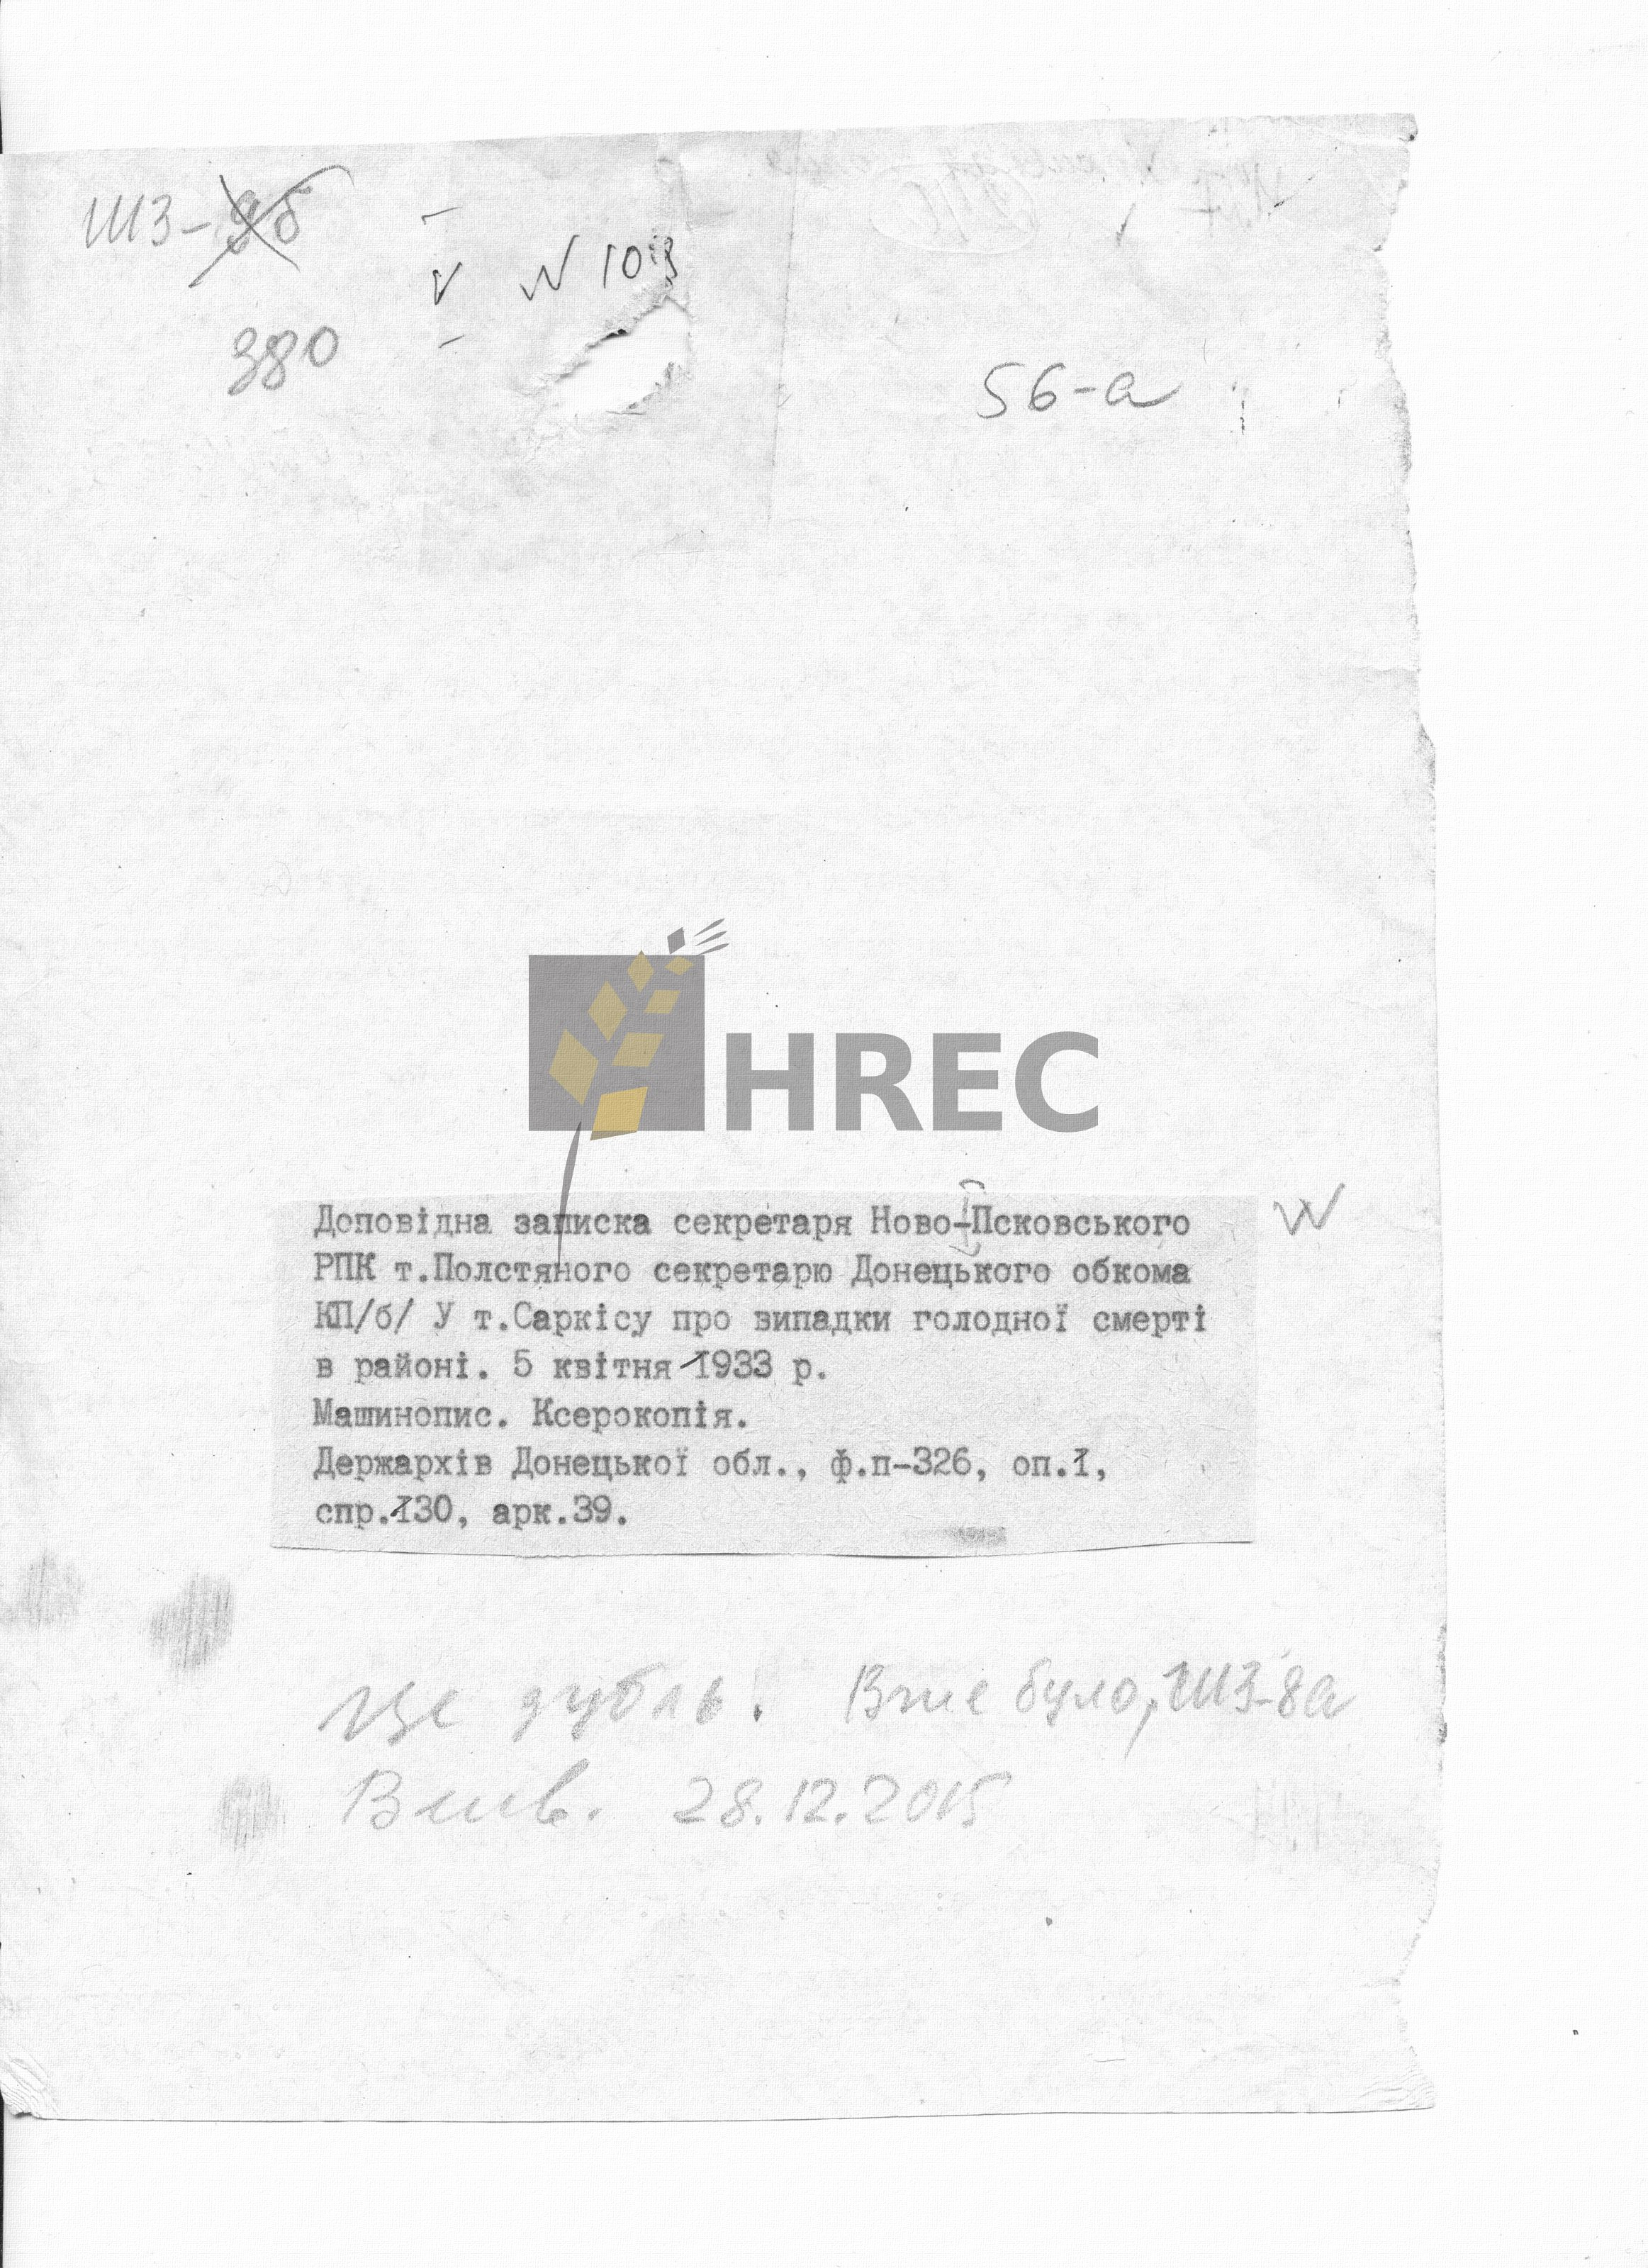 ШЗ-
V N 103
380
56-а
HREC
Доповідна записка секретаря Ново-Псковського
РПК т.Полстяного секретарю Донецького обкома
КП/б/ У т.Саркісу про випадки голодної смерті
в районі. 5 квітня 1933 р.
Машинопис. Ксерокопія.
Держархів Донецької обл., ф.п-326, оп.1,
спр.130, арк.39.
Це дубль. Вже було, ШЗ-8а
28.12.2015